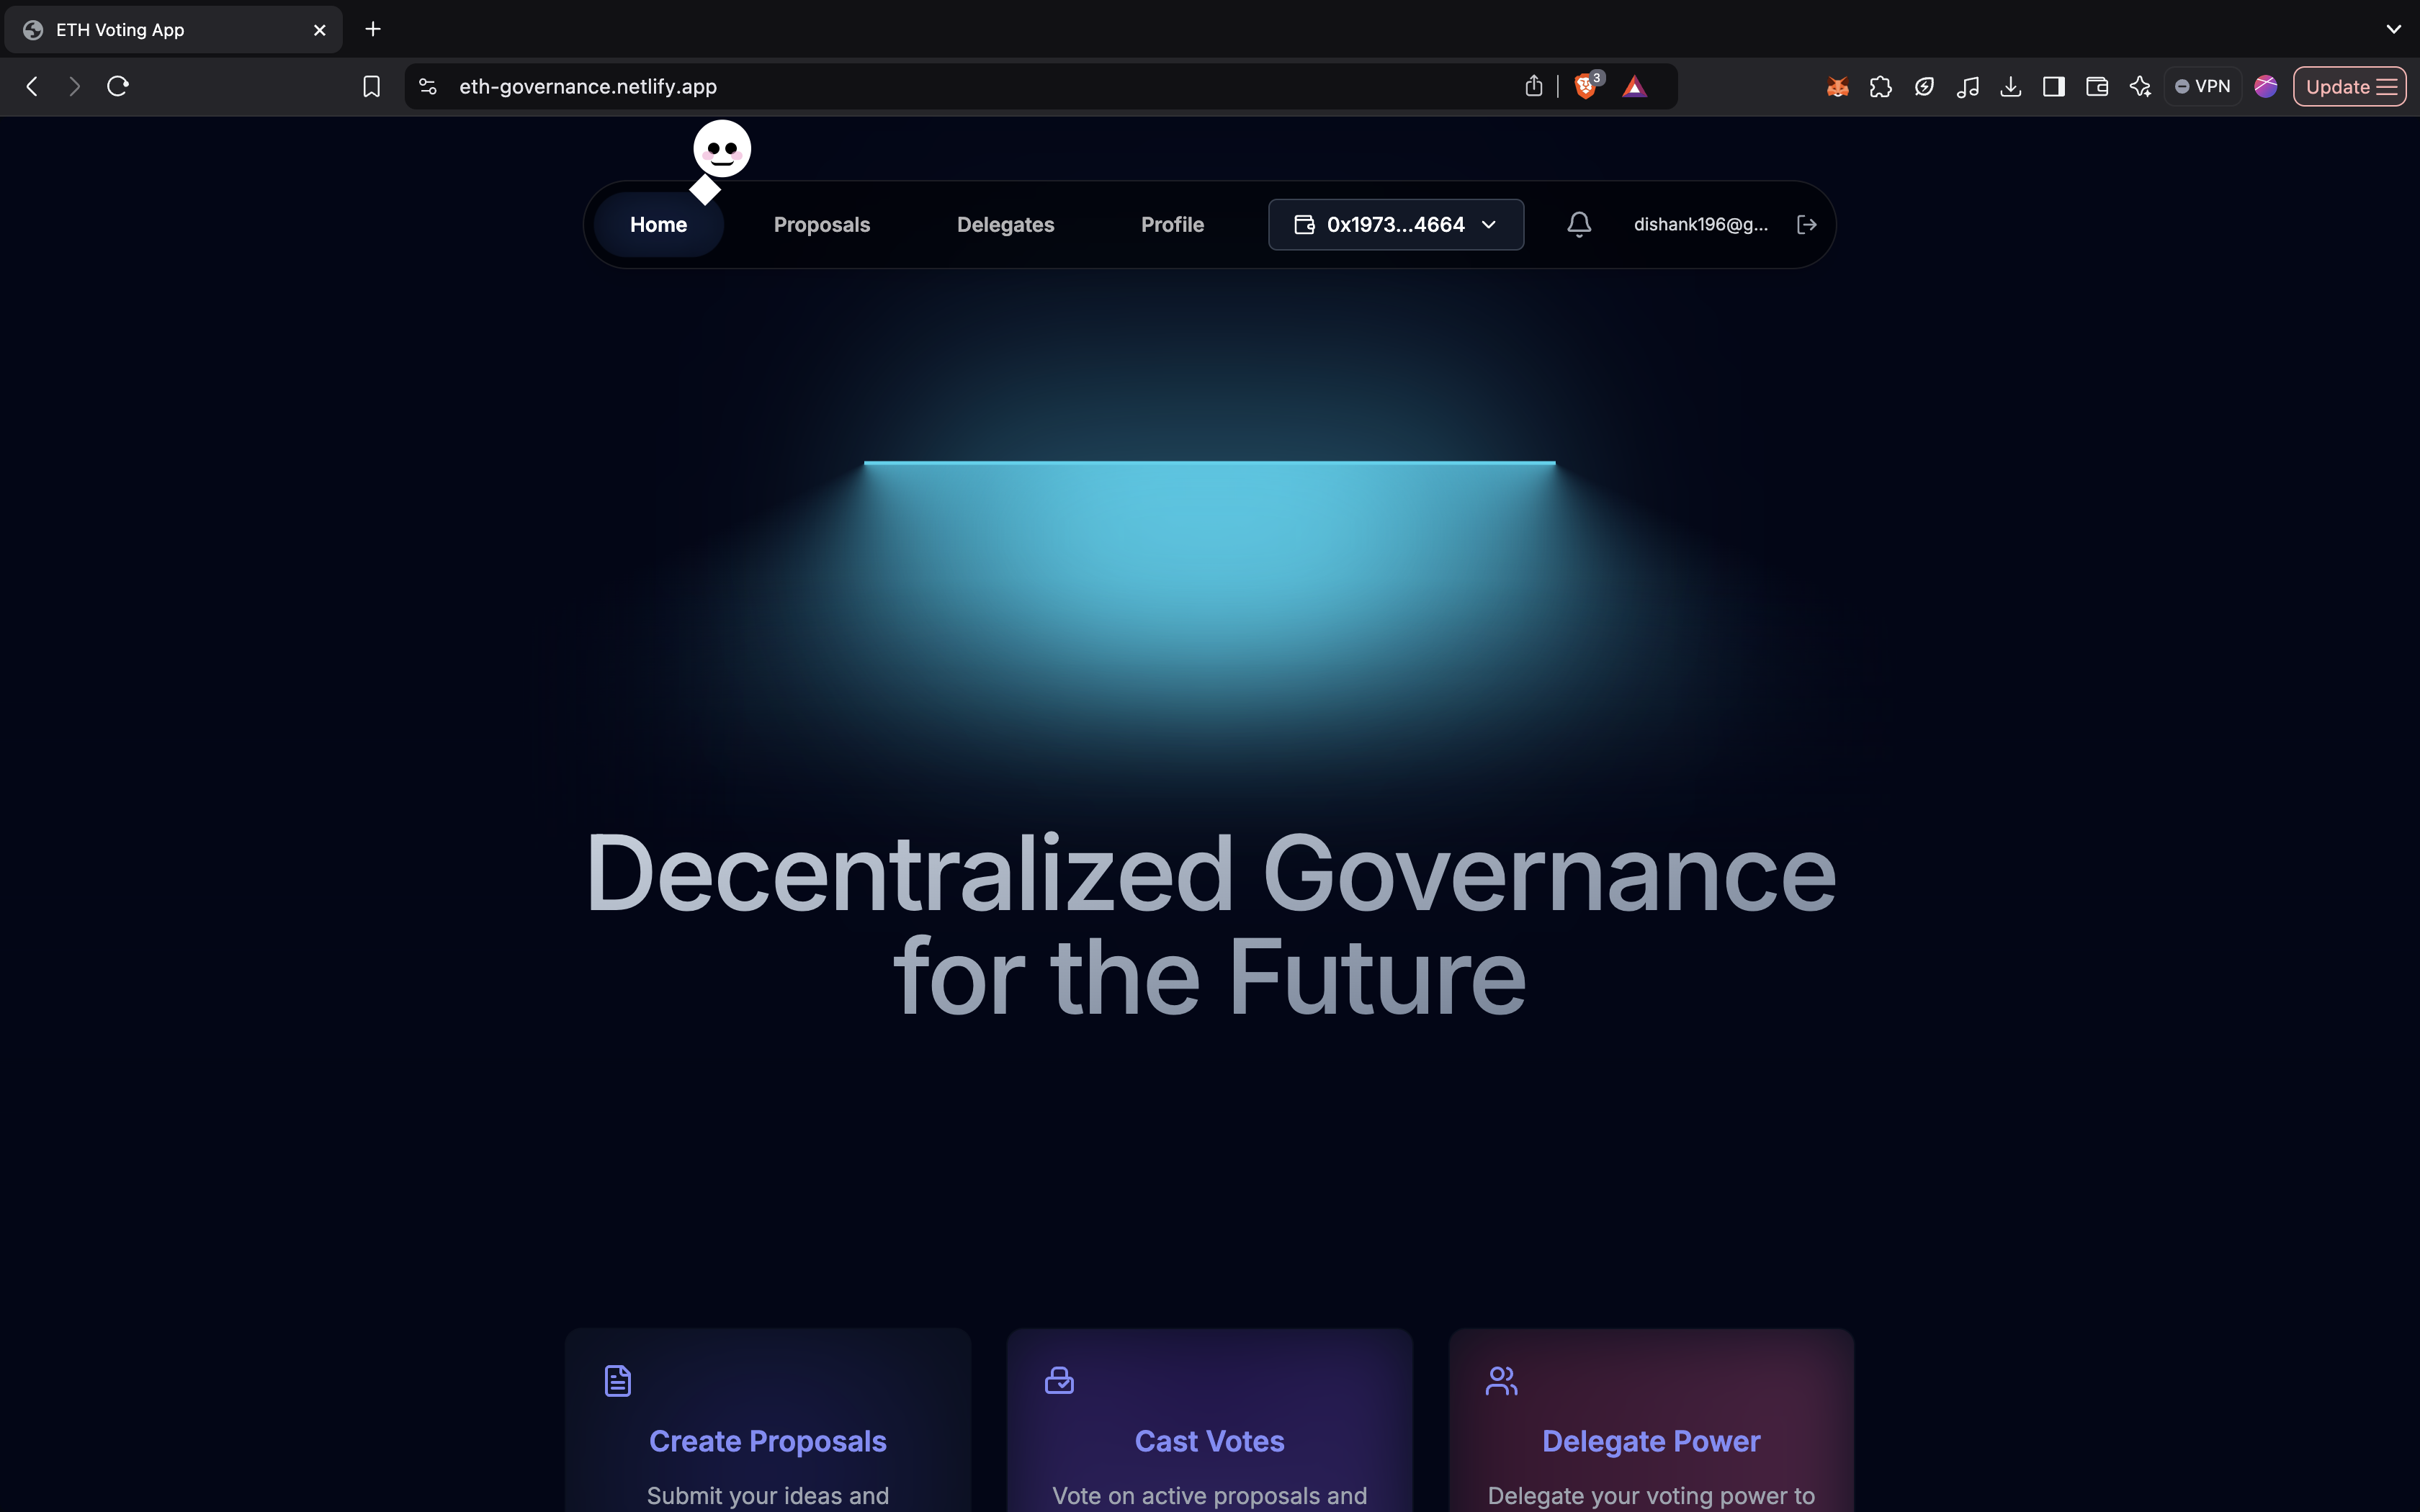 ETH Voting App
eth-governance.netlify.app
3
VPN
Update
Home
Proposals
Delegates
Profile
0x1973...4664
dishank196@g...
Decentralized Governance
for the Future
Create Proposals
Submit your ideas and
Cast Votes
Vote on active proposals and
Delegate Power
Delegate your voting power to